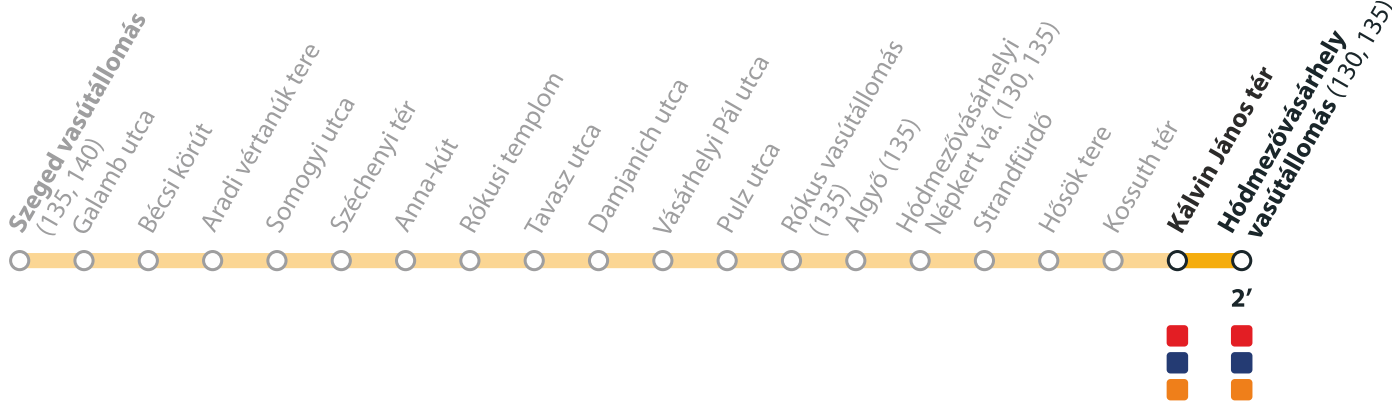 Szeged vasútállomás
(135, 140)
Galamb utca
Bécsi körút
Aradi vértanúk tere
Somogyi utca
Széchenyi tér
Anna-kút
Rókusi templom
Tavasz utca
Damjanich utca
Vásárhelyi Pál utca
Pulz utca
Rókus vasútállomás
(135)
Algyő (135)
Hódmezővásárhelyi
Népkert vá. (130, 135)
Strandfürdő
Hősök tere
Kossuth tér
Kálvin János tér
Hódmezővásárhely
vasútállomás (130, 135)
2’